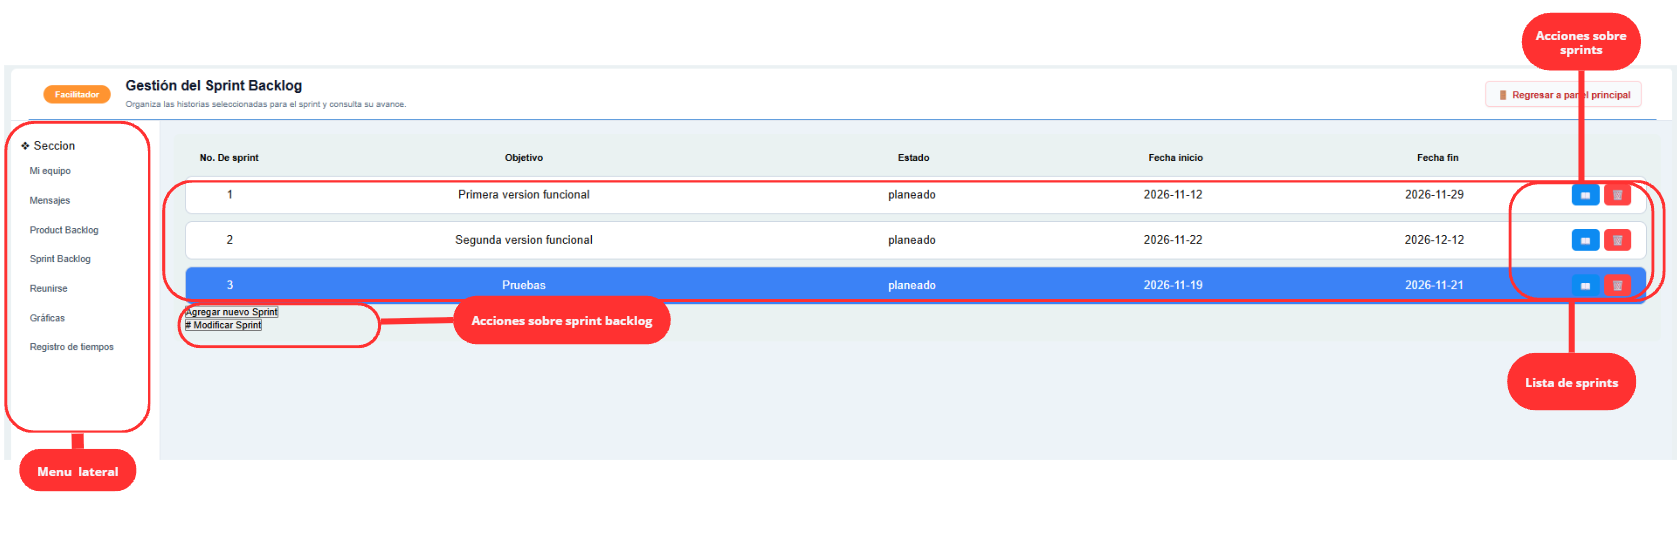 Acciones sobre
sprints
Facilitador
Gestión del Sprint Backlog
Organiza las historias seleccionadas para el sprint y consulta su avance.
Regresar a panel principal
❖ Seccion
Mi equipo
Mensajes
Product Backlog
Sprint Backlog
Reunirse
Gráficas
Registro de tiempos
No. De sprint Objetivo Estado Fecha inicio Fecha fin
1 Primera version funcional planeado 2026-11-12 2026-11-29
2 Segunda version funcional planeado 2026-11-22 2026-12-12
3 Pruebas planeado 2026-11-19 2026-11-21
Agregar nuevo Sprint
# Modificar Sprint
Acciones sobre sprint backlog
Lista de sprints
Menu lateral